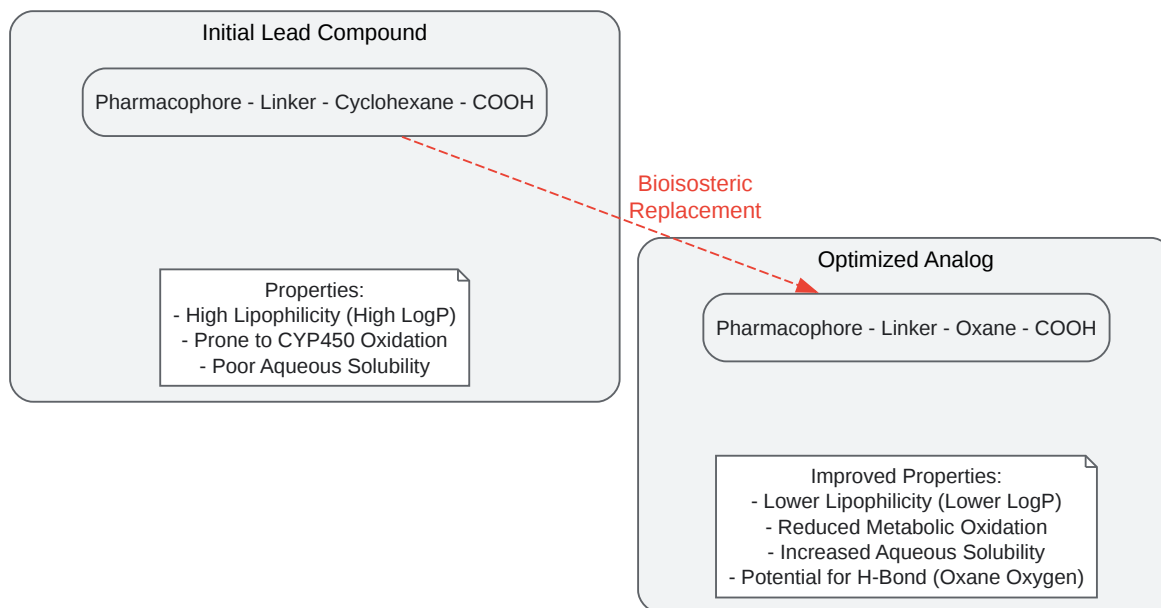 Initial Lead Compound
Pharmacophore - Linker - Cyclohexane - COOH
Bioisosteric
Replacement
Properties:
- High Lipophilicity (High LogP)
- Prone to CYP450 Oxidation
- Poor Aqueous Solubility
Optimized Analog
Pharmacophore - Linker - Oxane - COOH
Improved Properties:
- Lower Lipophilicity (Lower LogP)
- Reduced Metabolic Oxidation
- Increased Aqueous Solubility
- Potential for H-Bond (Oxane Oxygen)